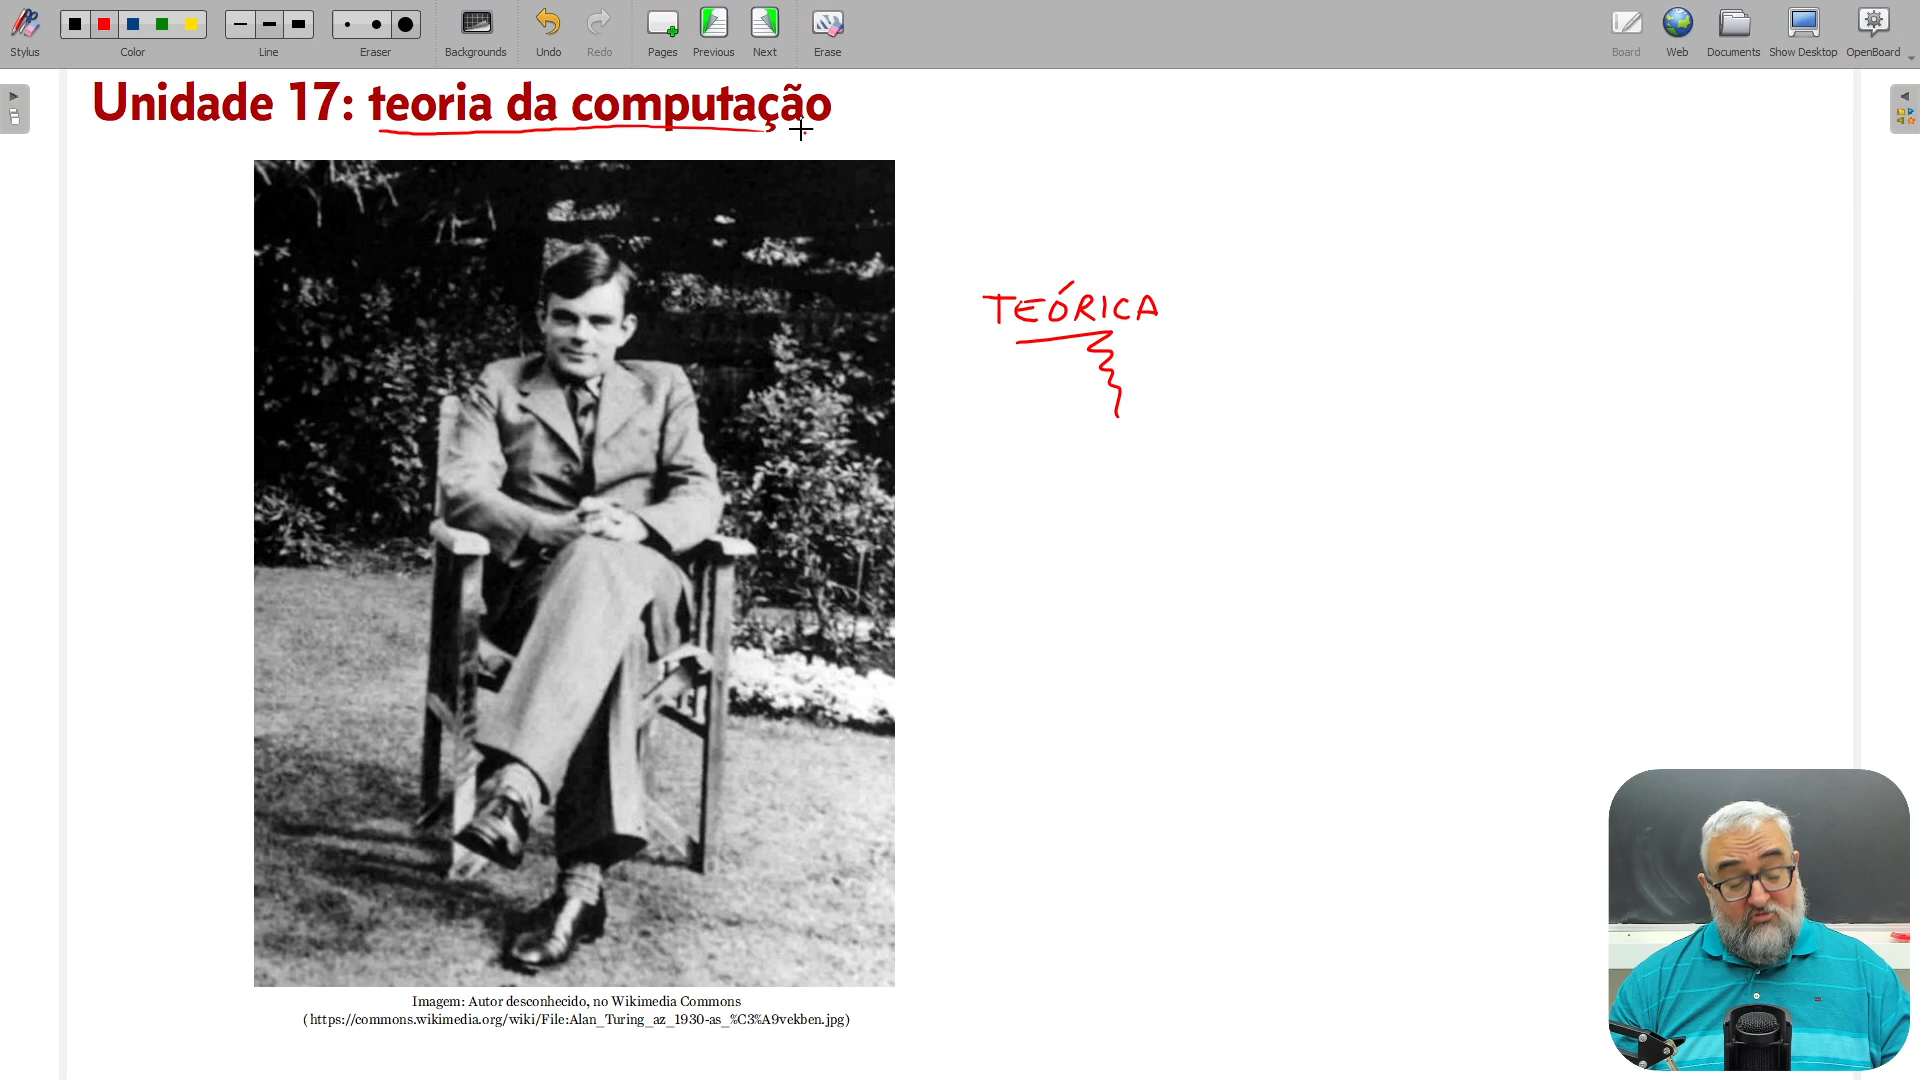 Stylus
Color
Line
Eraser
Backgrounds
Undo
Redo
Pages
Previous
Next
Erase
Board
Web
Documents
Show Desktop
OpenBoard
Unidade 17: teoria da computação
TEÓRICA
Imagem: Autor desconhecido, no Wikimedia Commons
(https://commons.wikimedia.org/wiki/File:Alan_Turing_az_1930-as_%C3%A9vekben.jpg)